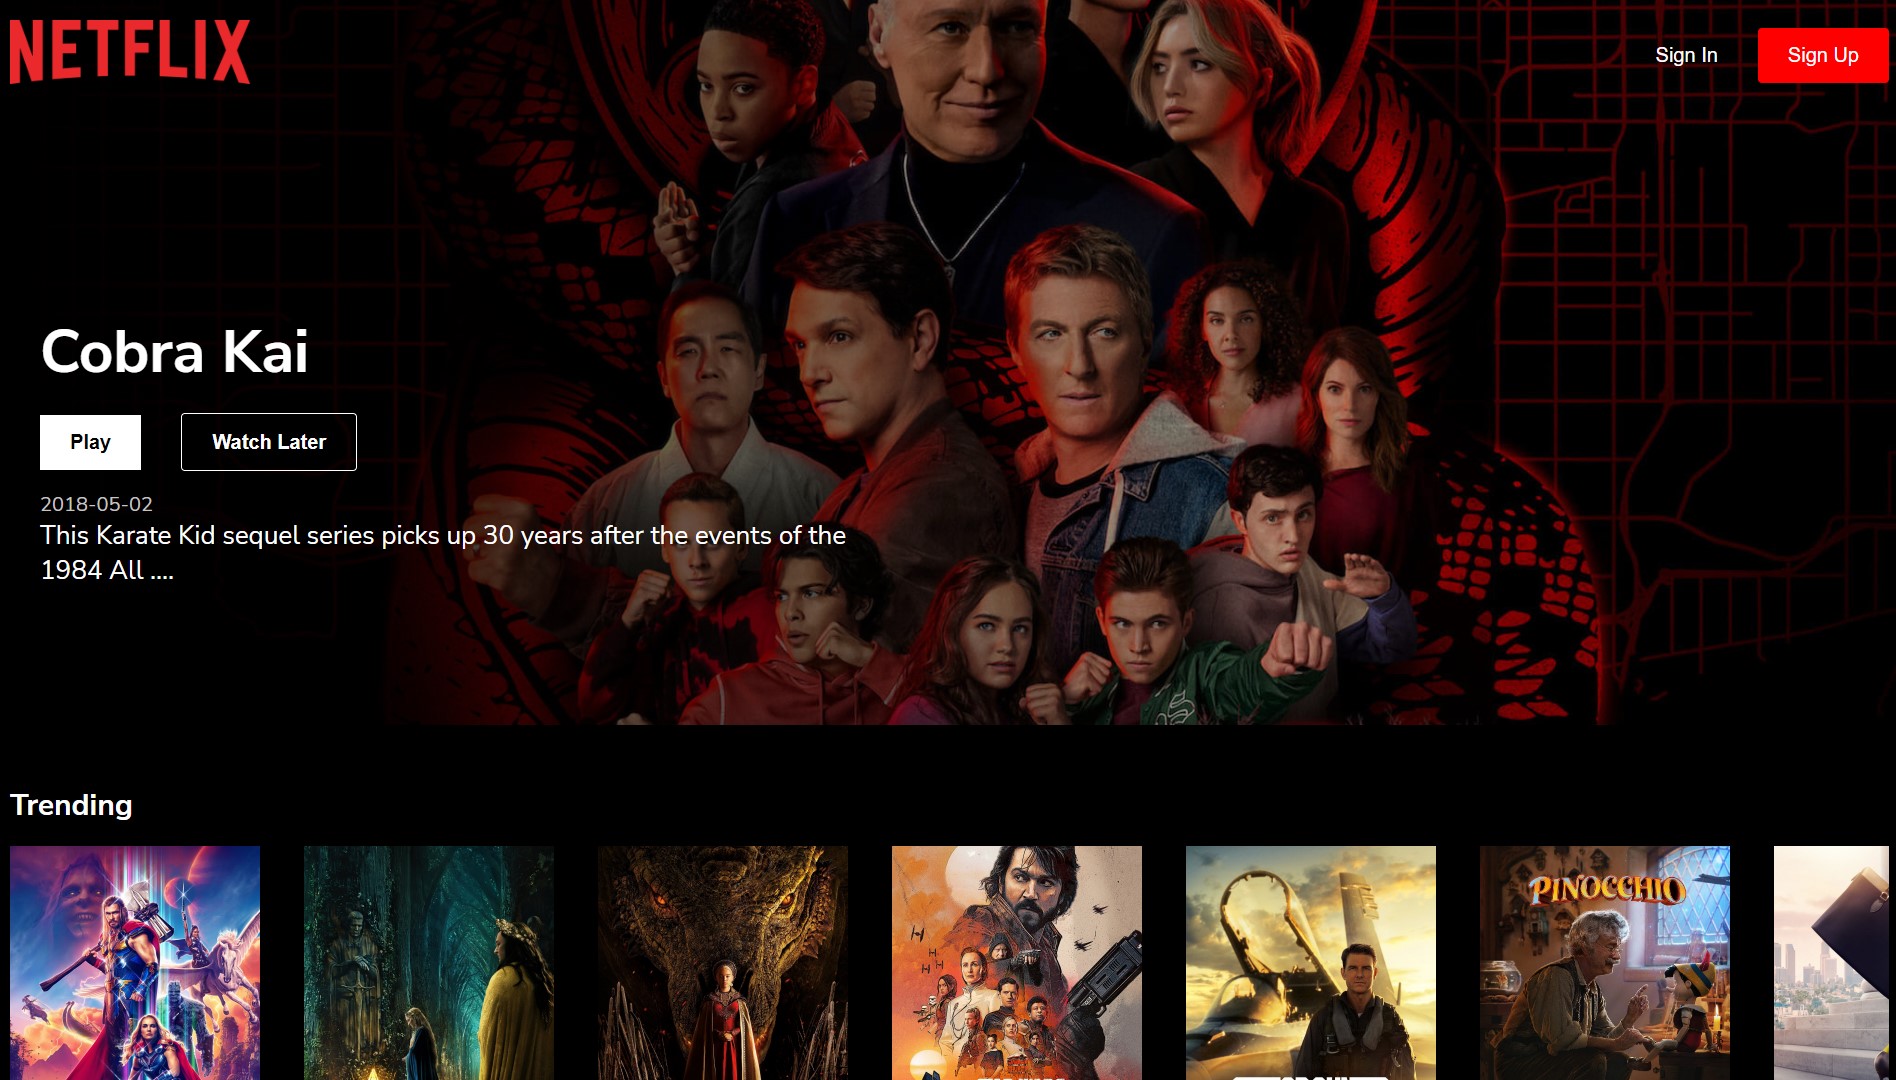 NETFLIX
Sign In
Sign Up
Cobra Kai
Play
Watch Later
2018-05-02
This Karate Kid sequel series picks up 30 years after the events of the
1984 All ....
Trending
PINOCCHIO